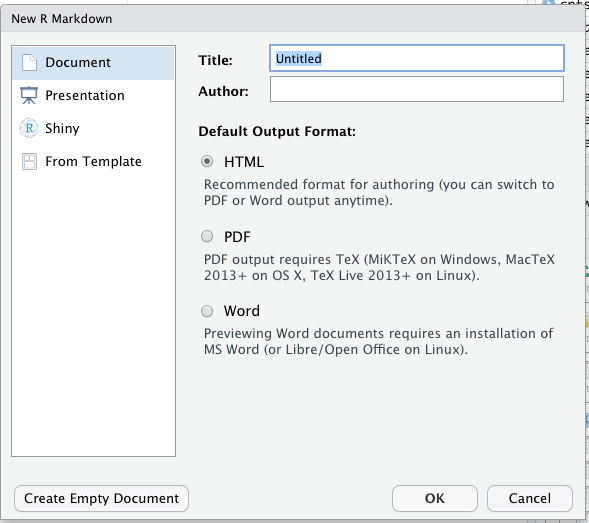 New R Markdown
Document
Presentation
Shiny
From Template
Title: Untitled
Author:
Default Output Format:
HTML
Recommended format for authoring (you can switch to
PDF or Word output anytime).
PDF
PDF output requires TeX (MiKTeX on Windows, MacTeX
2013+ on OS X, TeX Live 2013+ on Linux).
Word
Previewing Word documents requires an installation of
MS Word (or Libre/Open Office on Linux).
Create Empty Document
OK
Cancel